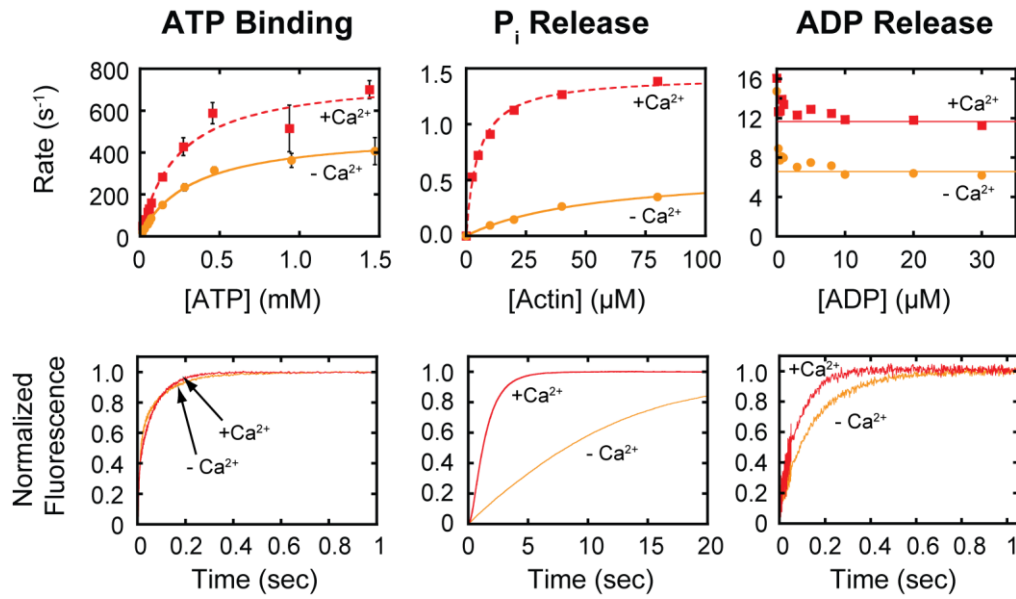 ATP Binding
Pi Release
ADP Release
Rate (s⁻¹)
800
600
400
200
0
0
0.5
1.0
1.5
+Ca²⁺
- Ca²⁺
[ATP] (mM)
1.5
1.0
0.5
0.0
0
25
50
75
100
+Ca²⁺
- Ca²⁺
[Actin] (µM)
16
12
8
4
0
0
10
20
30
+Ca²⁺
- Ca²⁺
[ADP] (µM)
Normalized
Fluorescence
1.0
0.8
0.6
0.4
0.2
0
0
0.2
0.4
0.6
0.8
1
+Ca²⁺
- Ca²⁺
Time (sec)
1.0
0.8
0.6
0.4
0.2
0
0
5
10
15
20
+Ca²⁺
- Ca²⁺
Time (sec)
1.0
0.8
0.6
0.4
0.2
0
0
0.2
0.4
0.6
0.8
1
+Ca²⁺
- Ca²⁺
Time (sec)